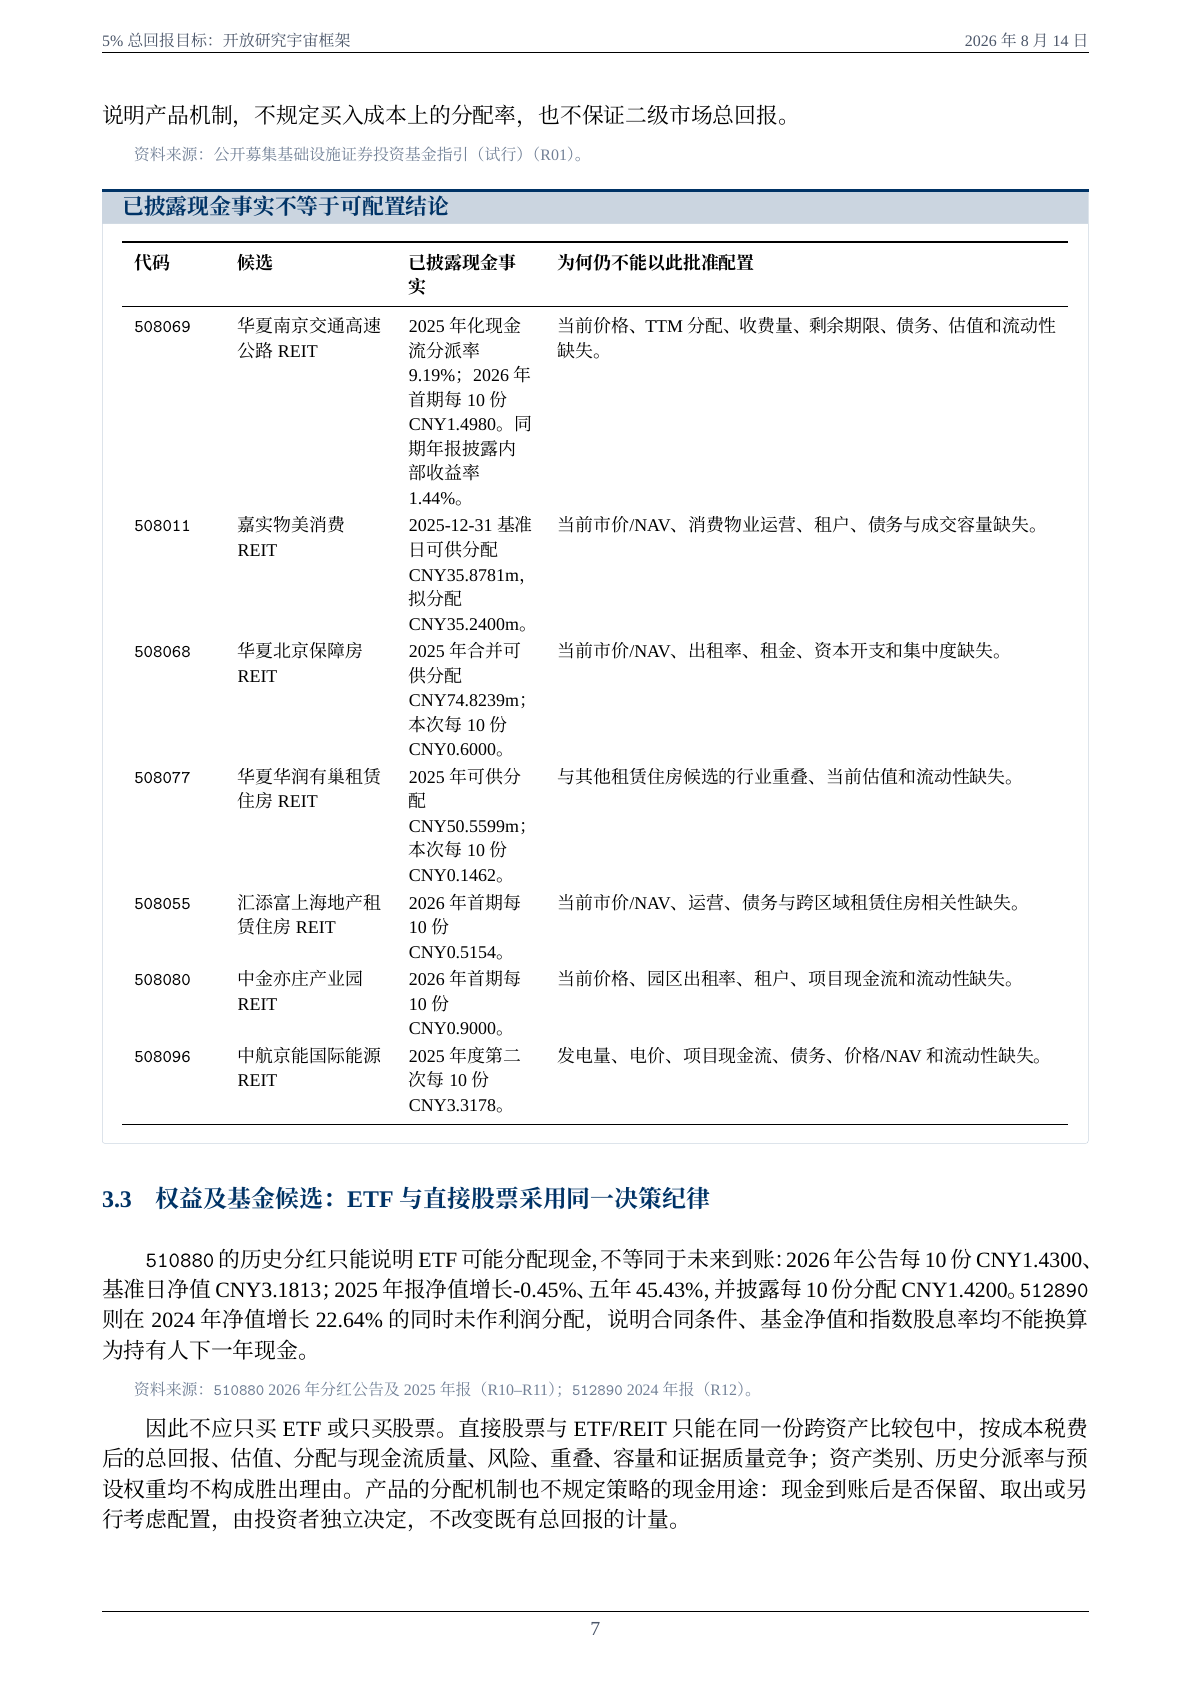 5% 总回报目标：开放研究宇宙框架
2026 年 8 月 14 日
说明产品机制，不规定买入成本上的分配率，也不保证二级市场总回报。
资料来源：公开募集基础设施证券投资基金指引（试行）（R01）。
已披露现金事实不等于可配置结论
代码 候选 已披露现金事 为何仍不能以此批准配置
实
508069 华夏南京交通高速 2025 年化现金 当前价格、TTM 分配、收费量、剩余期限、债务、估值和流动性
公路 REIT 流分派率 缺失。
9.19%；2026 年
首期每 10 份
CNY1.4980。同
期年报披露内
部收益率
1.44%。
508011 嘉实物美消费 2025-12-31 基准 当前市价/NAV、消费物业运营、租户、债务与成交容量缺失。
REIT 日可供分配
CNY35.8781m，
拟分配
CNY35.2400m。
508068 华夏北京保障房 2025 年合并可 当前市价/NAV、出租率、租金、资本开支和集中度缺失。
REIT 供分配
CNY74.8239m；
本次每 10 份
CNY0.6000。
508077 华夏华润有巢租赁 2025 年可供分 与其他租赁住房候选的行业重叠、当前估值和流动性缺失。
住房 REIT 配
CNY50.5599m；
本次每 10 份
CNY0.1462。
508055 汇添富上海地产租 2026 年首期每 当前市价/NAV、运营、债务与跨区域租赁住房相关性缺失。
赁住房 REIT 10 份
CNY0.5154。
508080 中金亦庄产业园 2026 年首期每 当前价格、园区出租率、租户、项目现金流和流动性缺失。
REIT 10 份
CNY0.9000。
508096 中航京能国际能源 2025 年度第二 发电量、电价、项目现金流、债务、价格/NAV 和流动性缺失。
REIT 次每 10 份
CNY3.3178。
3.3 权益及基金候选：ETF 与直接股票采用同一决策纪律
510880 的历史分红只能说明 ETF 可能分配现金，不等同于未来到账：2026 年公告每 10 份 CNY1.4300、
基准日净值 CNY3.1813；2025 年报净值增长-0.45%、五年 45.43%，并披露每 10 份分配 CNY1.4200。512890
则在 2024 年净值增长 22.64% 的同时未作利润分配，说明合同条件、基金净值和指数股息率均不能换算
为持有人下一年现金。
资料来源：510880 2026 年分红公告及 2025 年报（R10–R11）；512890 2024 年报（R12）。
因此不应只买 ETF 或只买股票。直接股票与 ETF/REIT 只能在同一份跨资产比较包中，按成本税费
后的总回报、估值、分配与现金流质量、风险、重叠、容量和证据质量竞争；资产类别、历史分派率与预
设权重均不构成胜出理由。产品的分配机制也不规定策略的现金用途：现金到账后是否保留、取出或另
行考虑配置，由投资者独立决定，不改变既有总回报的计量。
7